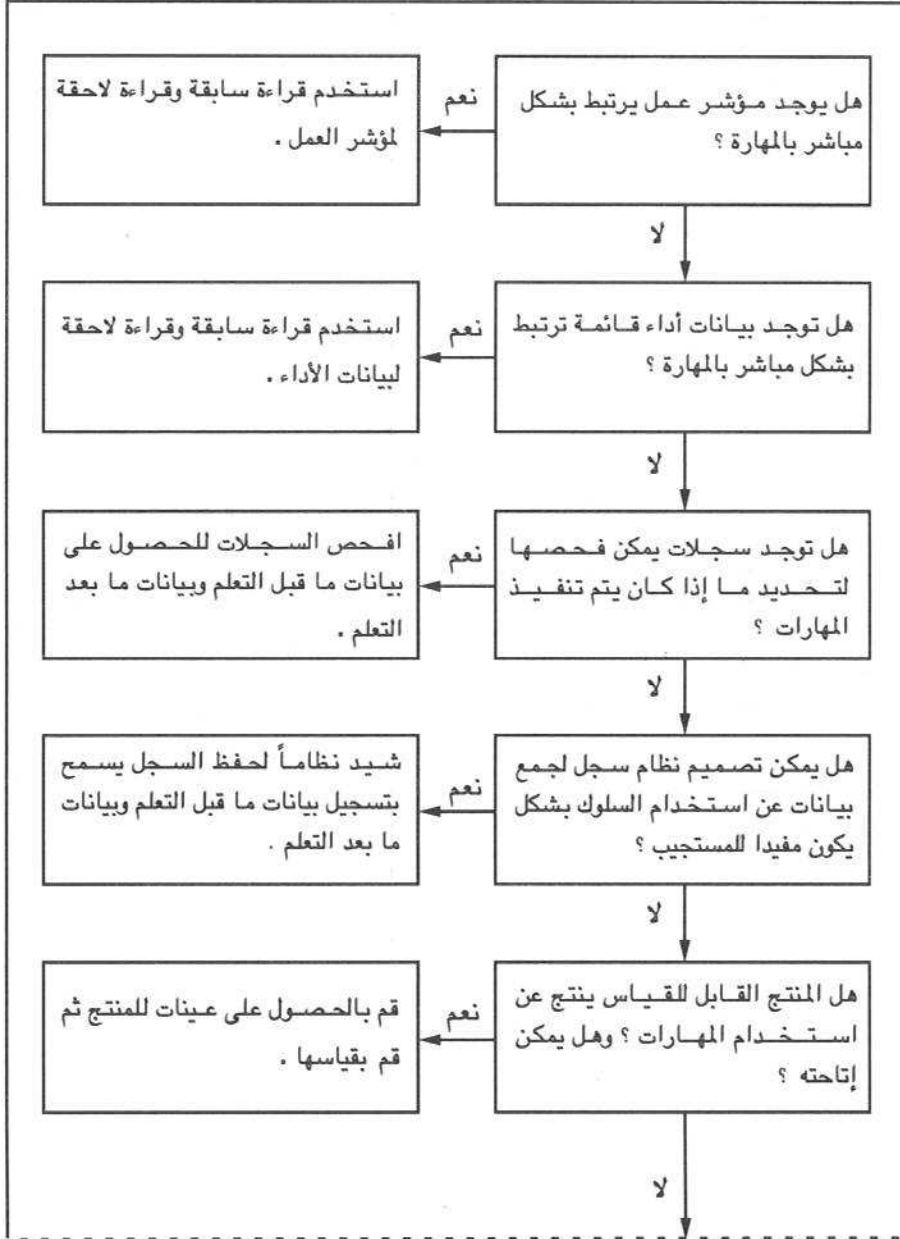 هل يوجد مؤشر عمل يرتبط بشكل
مباشر بالمهارة ؟
نعم
استخدم قراءة سابقة وقراءة لاحقة
لمؤشر العمل .
لا
هل توجد بيانات أداء قائمة ترتبط
بشكل مباشر بالمهارة ؟
نعم
استخدم قراءة سابقة وقراءة لاحقة
لبيانات الأداء .
لا
هل توجد سجلات يمكن فحصها
لتحديد ما إذا كان يتم تنفيذ
المهارات ؟
نعم
افحص السجلات للحصول على
بيانات ما قبل التعلم وبيانات ما بعد
التعلم .
لا
هل يمكن تصميم نظام سجل لجمع
بيانات عن استخدام السلوك بشكل
يكون مفيدا للمستجيب ؟
نعم
شيد نظاماً لحفظ السجل يسمح
بتسجيل بيانات ما قبل التعلم وبيانات
ما بعد التعلم .
لا
هل المنتج القابل للقياس ينتج عن
استخدام المهارات ؟ وهل يمكن
إتاحته ؟
نعم
قم بالحصول على عينات للمنتج ثم
قم بقياسها .
لا